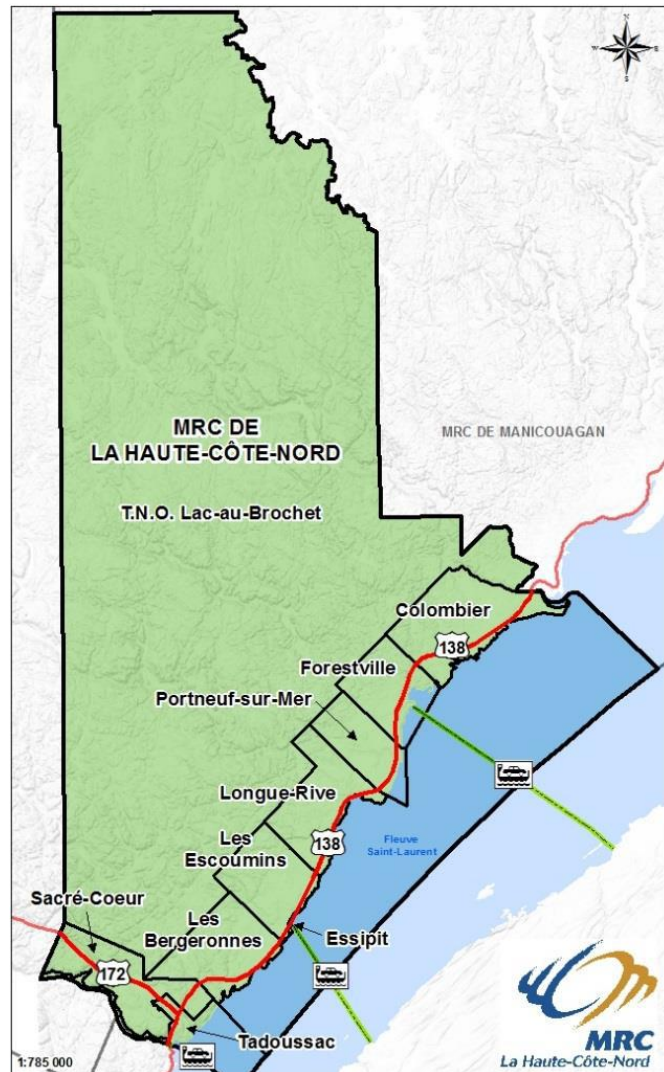 N
W
E
S
MRC DE
LA HAUTE-CÔTE-NORD
MRC DE MANICOUAGAN
T.N.O. Lac-au-Brochet
Colombier
138
Forestville
Portneuf-sur-Mer
Longue-Rive
Fleuve
Saint-Laurent
138
Les
Escoumins
Sacré-Coeur
Les
Bergeronnes
Essipit
172
Tadoussac
1:785 000
MRC
La Haute-Côte-Nord